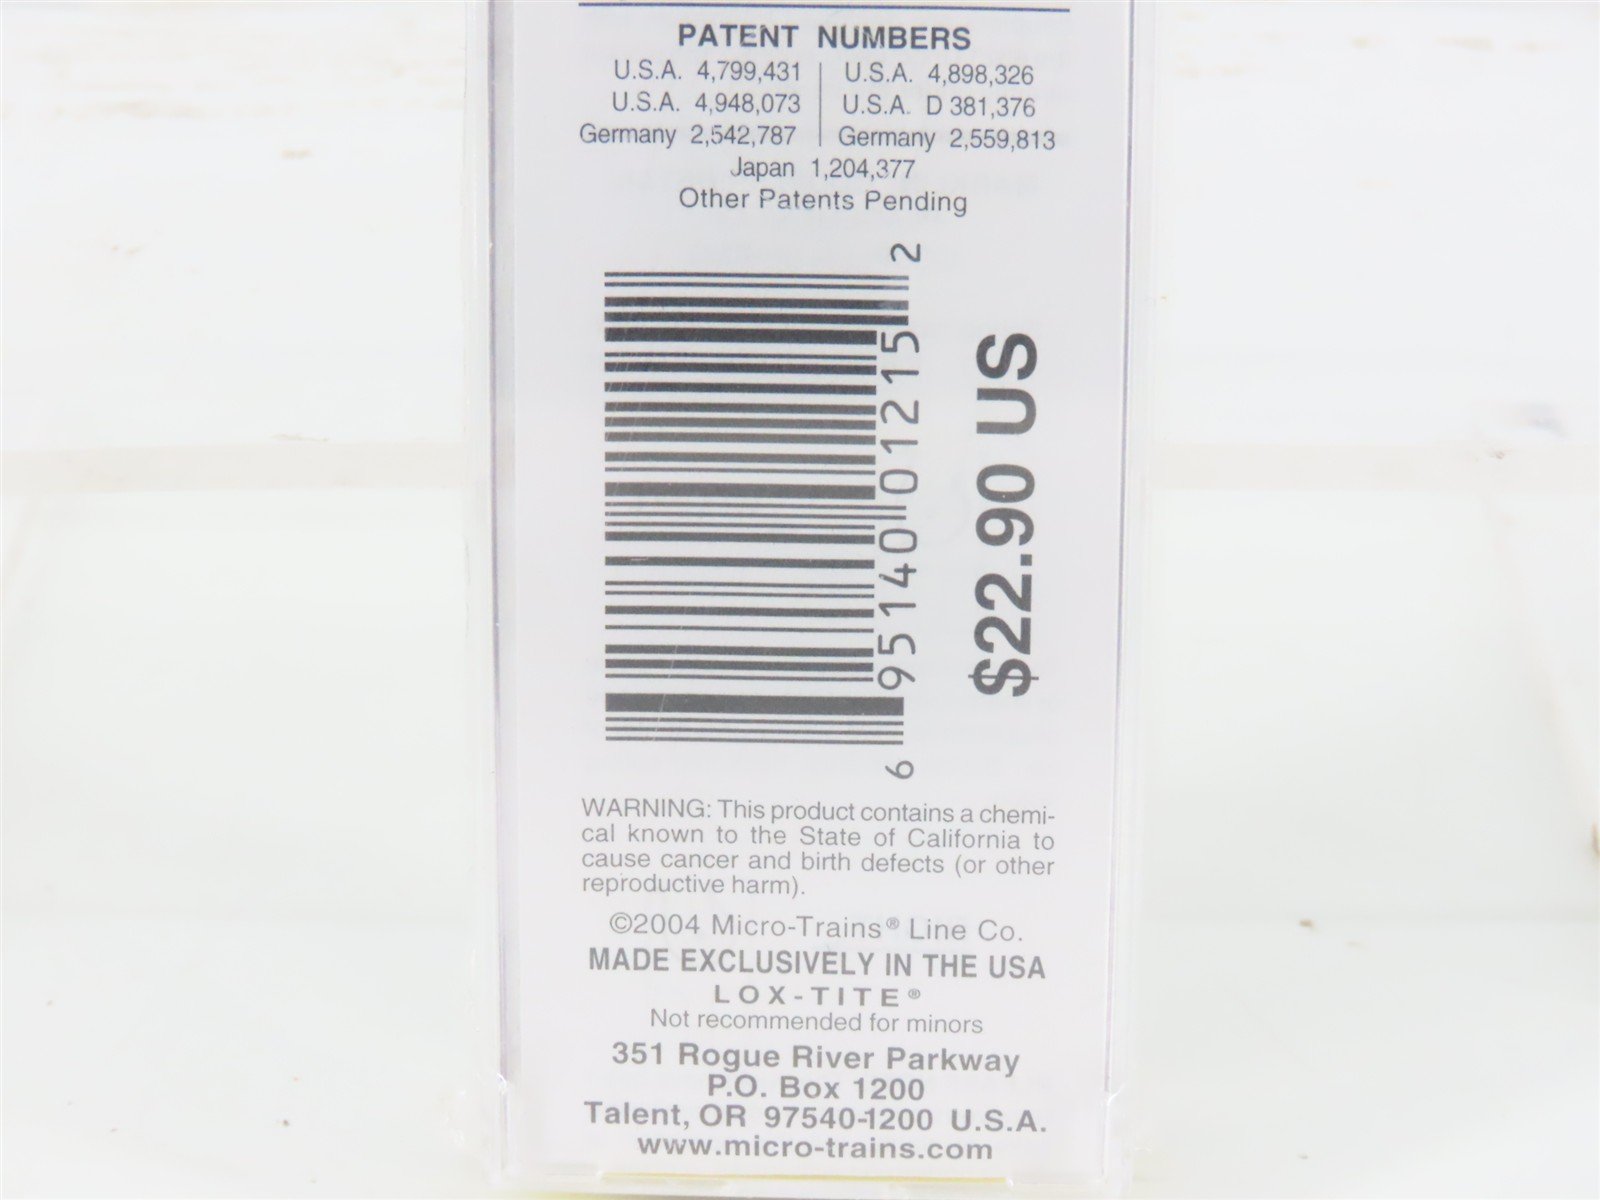 PATENT NUMBERS
U.S.A. 4,799,431 U.S.A. 4,898,326
U.S.A. 4,948,073 U.S.A. D 381,376
Germany 2,542,787 Germany 2,559,813
Japan 1,204,377
Other Patents Pending
6 95140 01215 2
$22.90 US
WARNING: This product contains a chemi-
cal known to the State of California to
cause cancer and birth defects (or other
reproductive harm).
©2004 Micro-Trains® Line Co.
MADE EXCLUSIVELY IN THE USA
LOX-TITE®
Not recommended for minors
351 Rogue River Parkway
P.O. Box 1200
Talent, OR 97540-1200 U.S.A.
www.micro-trains.com